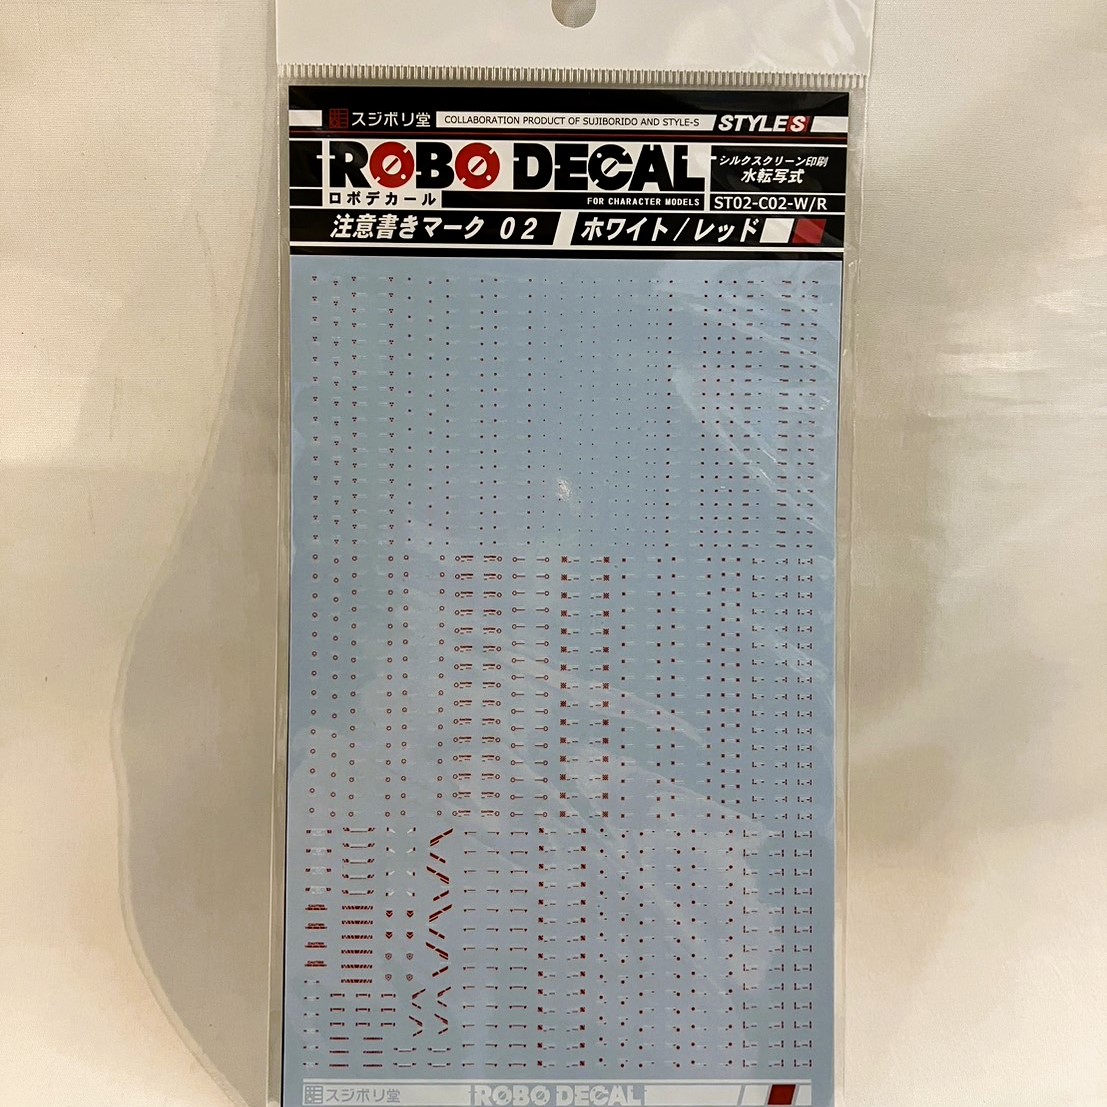 スジボリ堂 COLLABORATION PRODUCT OF SUJIBORIDO AND STYLE-S STYLE S
ROBO DECAL
シルクスクリーン印刷
水転写式
ロボデカール FOR CHARACTER MODELS ST02-C02-W/R
注意書きマーク 02 ホワイト/レッド
スジボリ堂 ROBO DECAL